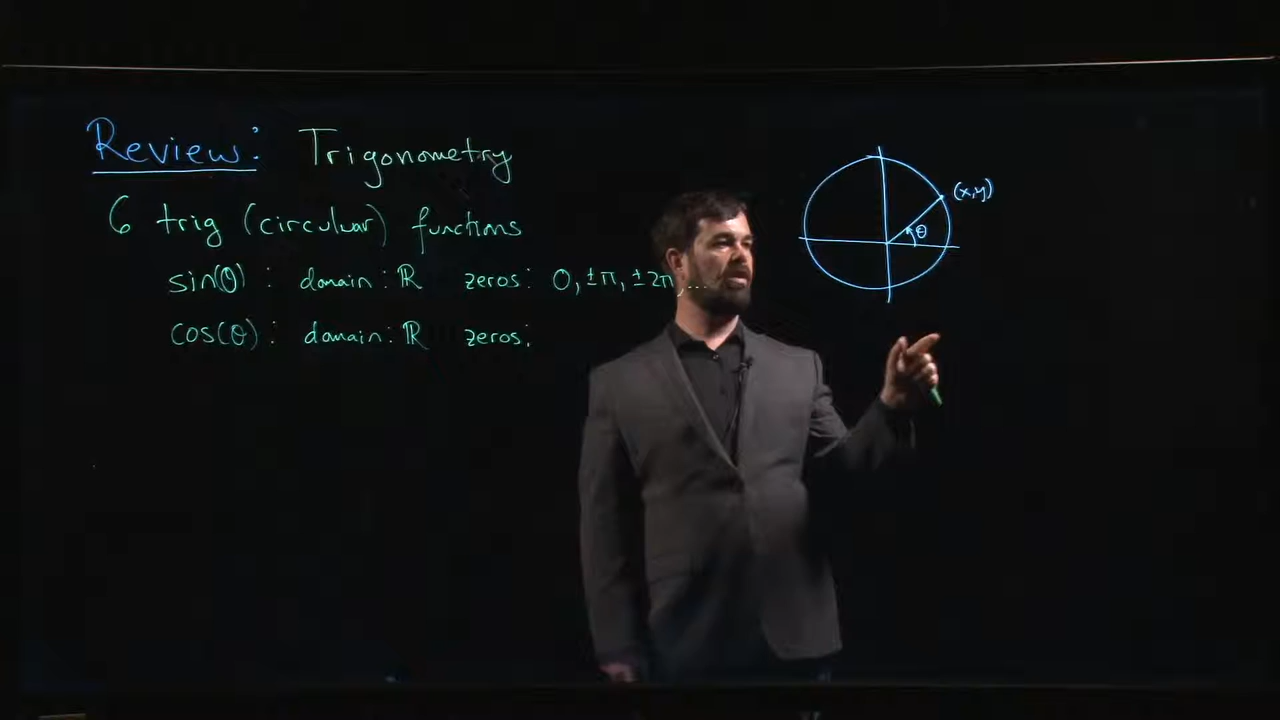 Review: Trigonometry
6 trig (circular) functions
sin(θ): domain: ℝ zeros: 0, ±π, ±2π, ...
cos(θ): domain: ℝ zeros:
(x,y)
θ